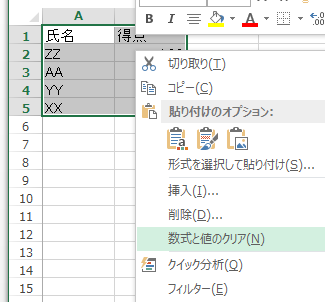 A
1 氏名 得点
2 ZZ
3 AA
4 YY
5 XX
6
7
8
9
10
11
12
13
14
15
B I A
切り取り(T)
コピー(C)
貼り付けのオプション:
形式を選択して貼り付け(S)...
挿入(I)...
削除(D)...
数式と値のクリア(N)
クイック分析(Q)
フィルター(E)